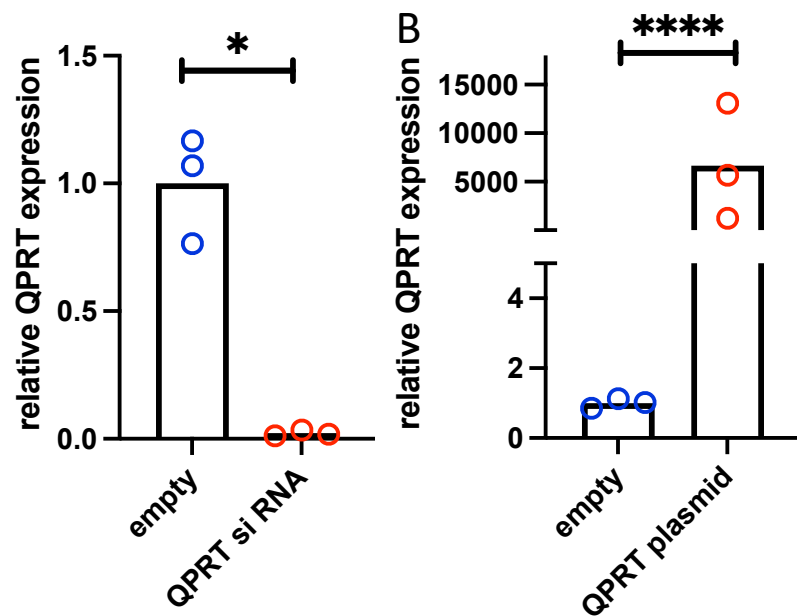 relative QPRT expression
1.5
1.0
0.5
0.0
*
empty
QPRT si RNA
B
relative QPRT expression
15000
10000
5000
4
2
0
****
empty
QPRT plasmid